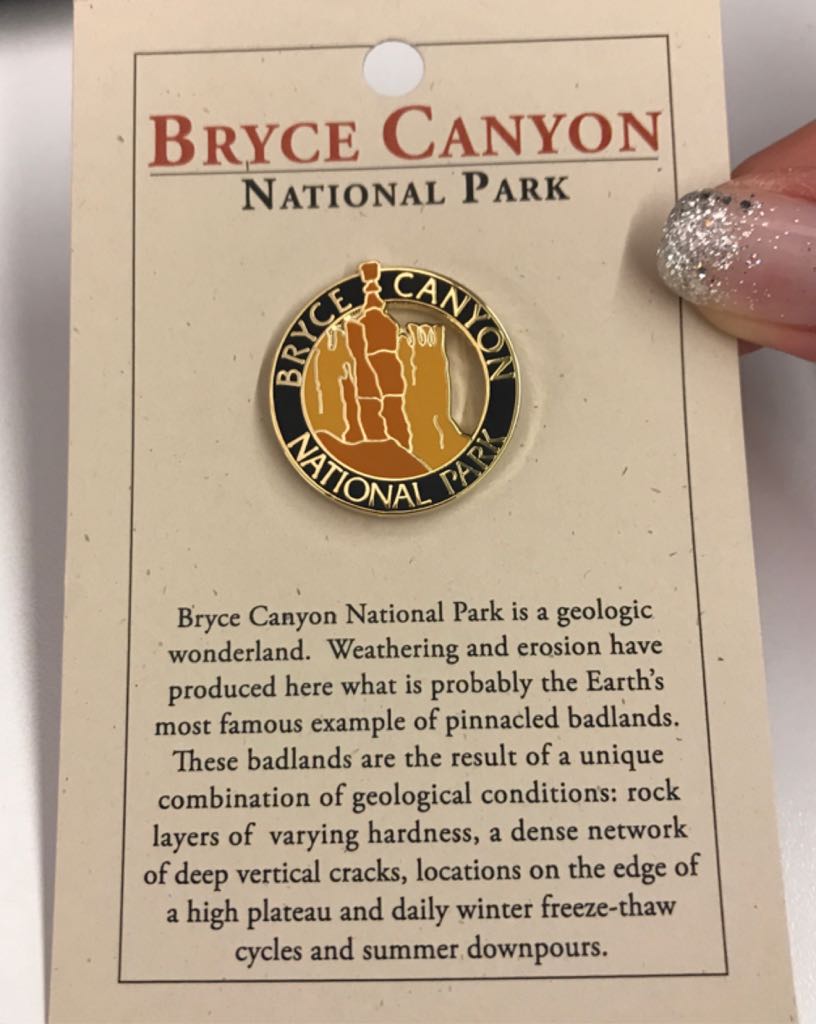 BRYCE CANYON
NATIONAL PARK
BRYCE CANYON
NATIONAL PARK
Bryce Canyon National Park is a geologic
wonderland. Weathering and erosion have
produced here what is probably the Earth's
most famous example of pinnacled badlands.
These badlands are the result of a unique
combination of geological conditions: rock
layers of varying hardness, a dense network
of deep vertical cracks, locations on the edge of
a high plateau and daily winter freeze-thaw
cycles and summer downpours.